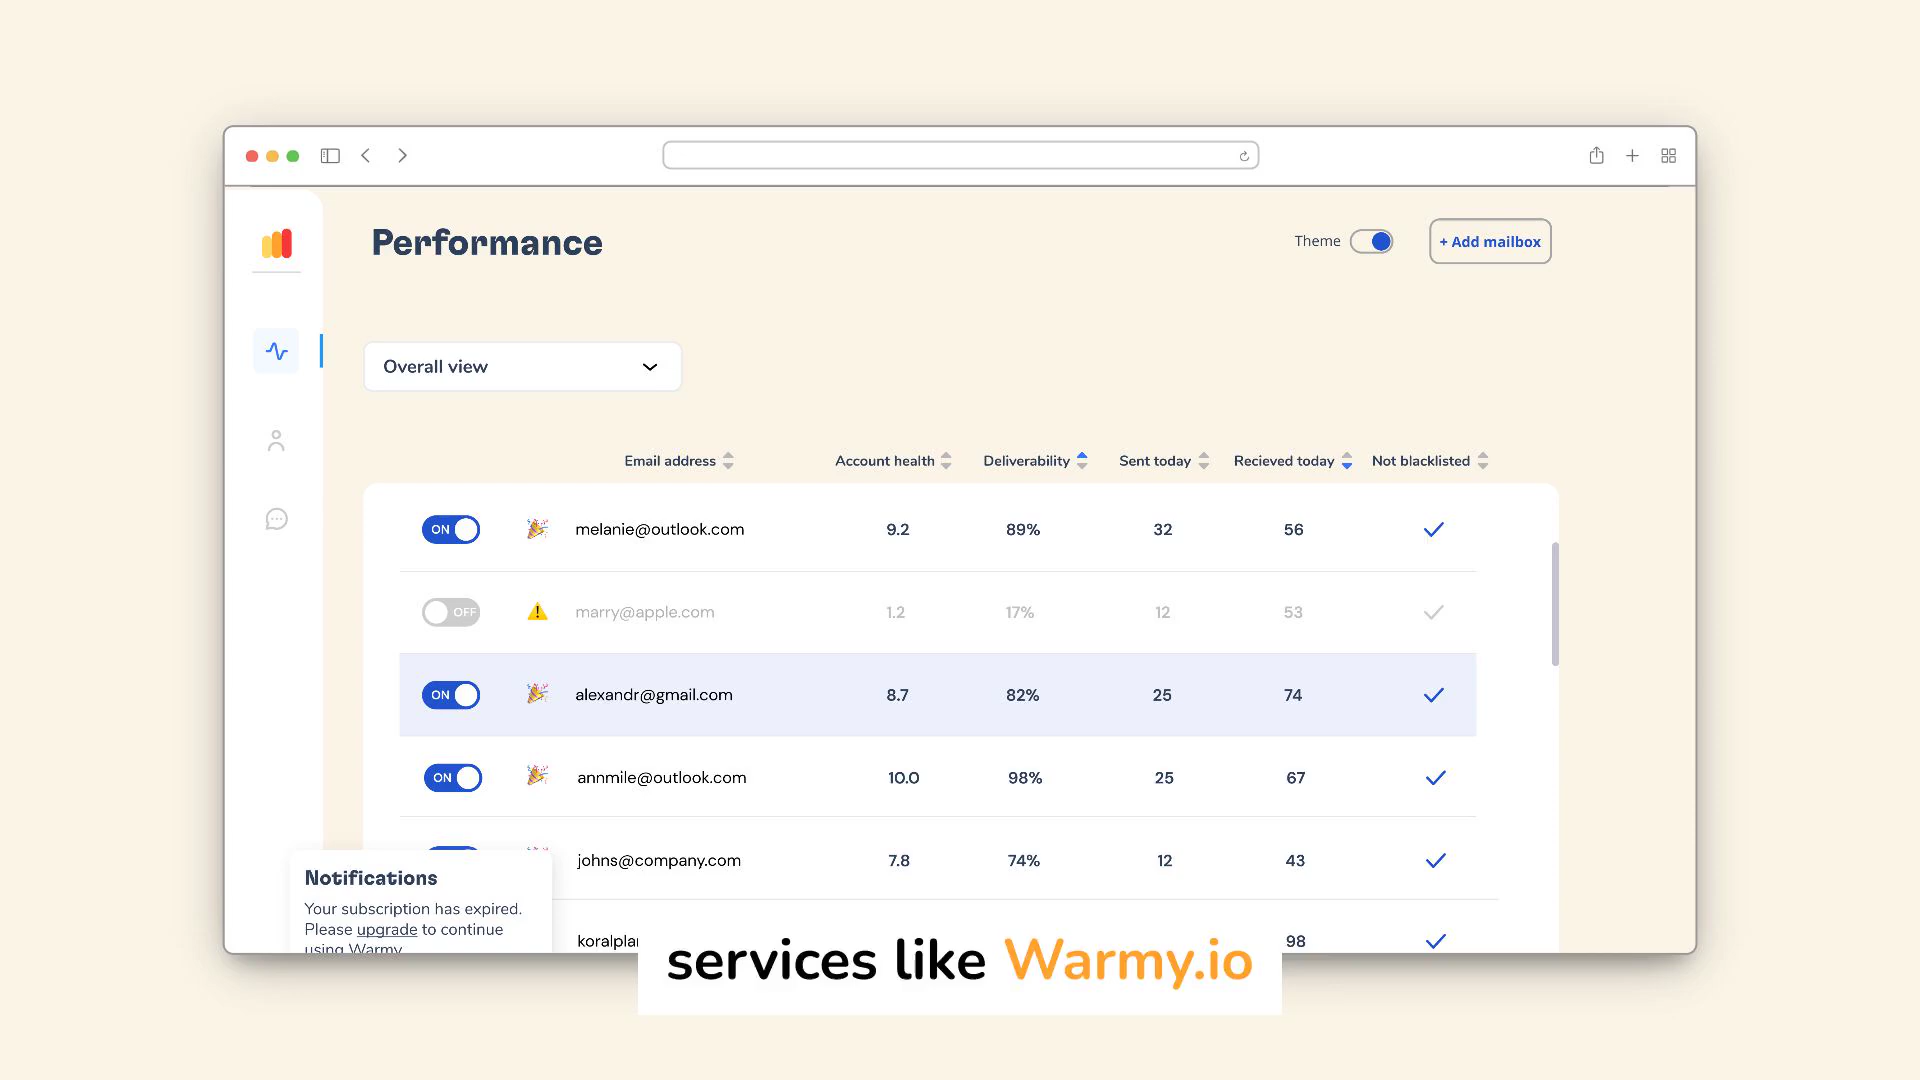 Performance
Theme
+ Add mailbox
Overall view
Email address Account health Deliverability Sent today Recieved today Not blacklisted
ON melanie@outlook.com 9.2 89% 32 56
OFF marry@apple.com 1.2 17% 12 53
ON alexandr@gmail.com 8.7 82% 25 74
ON annmile@outlook.com 10.0 98% 25 67
johns@company.com 7.8 74% 12 43
Notifications
Your subscription has expired.
Please upgrade to continue
using Warmy
koralpla 98
services like Warmy.io